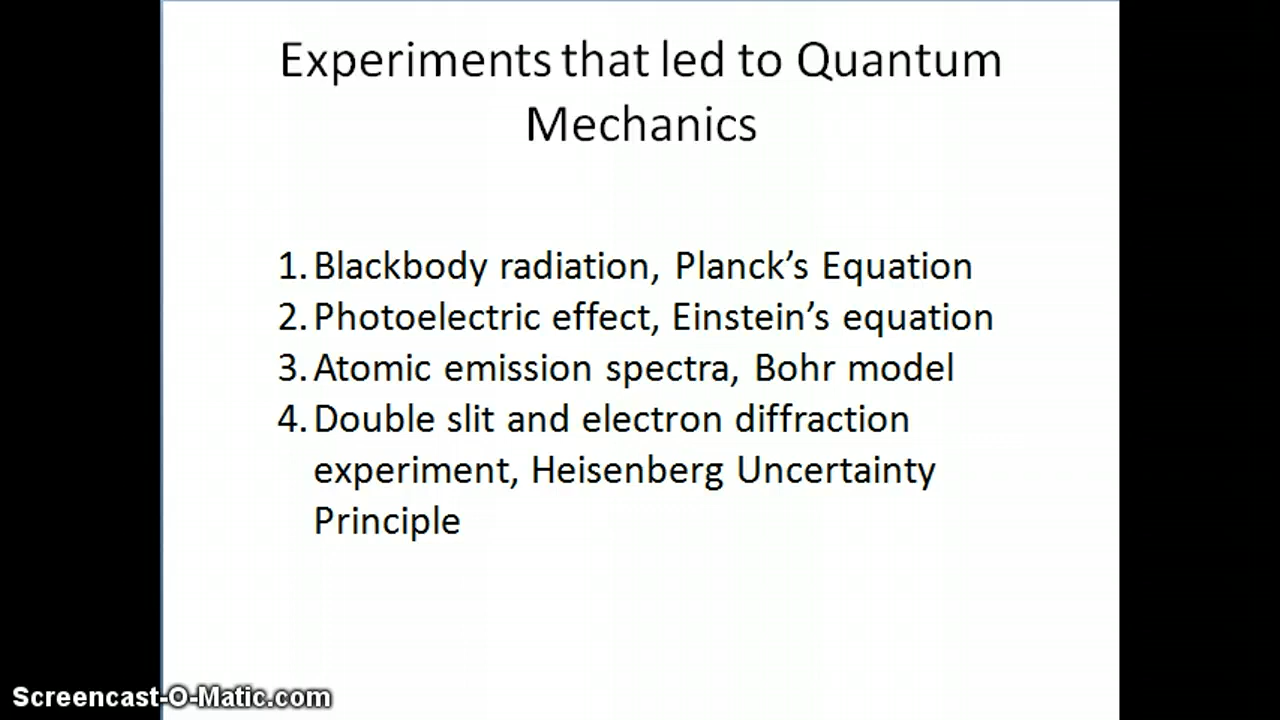 Experiments that led to Quantum
Mechanics
1. Blackbody radiation, Planck’s Equation
2. Photoelectric effect, Einstein’s equation
3. Atomic emission spectra, Bohr model
4. Double slit and electron diffraction
experiment, Heisenberg Uncertainty
Principle
Screencast-O-Matic.com